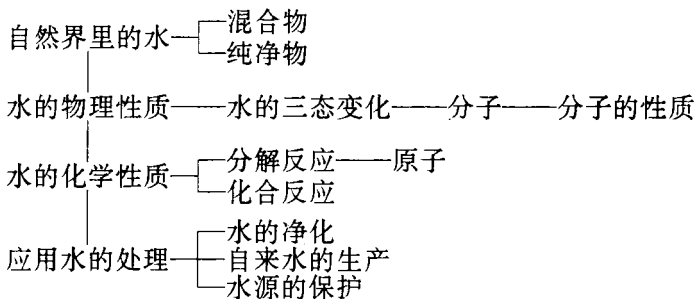 自然界里的水
混合物
纯净物
水的物理性质 水的三态变化 分子 分子的性质
水的化学性质
分解反应 原子
化合反应
应用水的处理
水的净化
自来水的生产
水源的保护